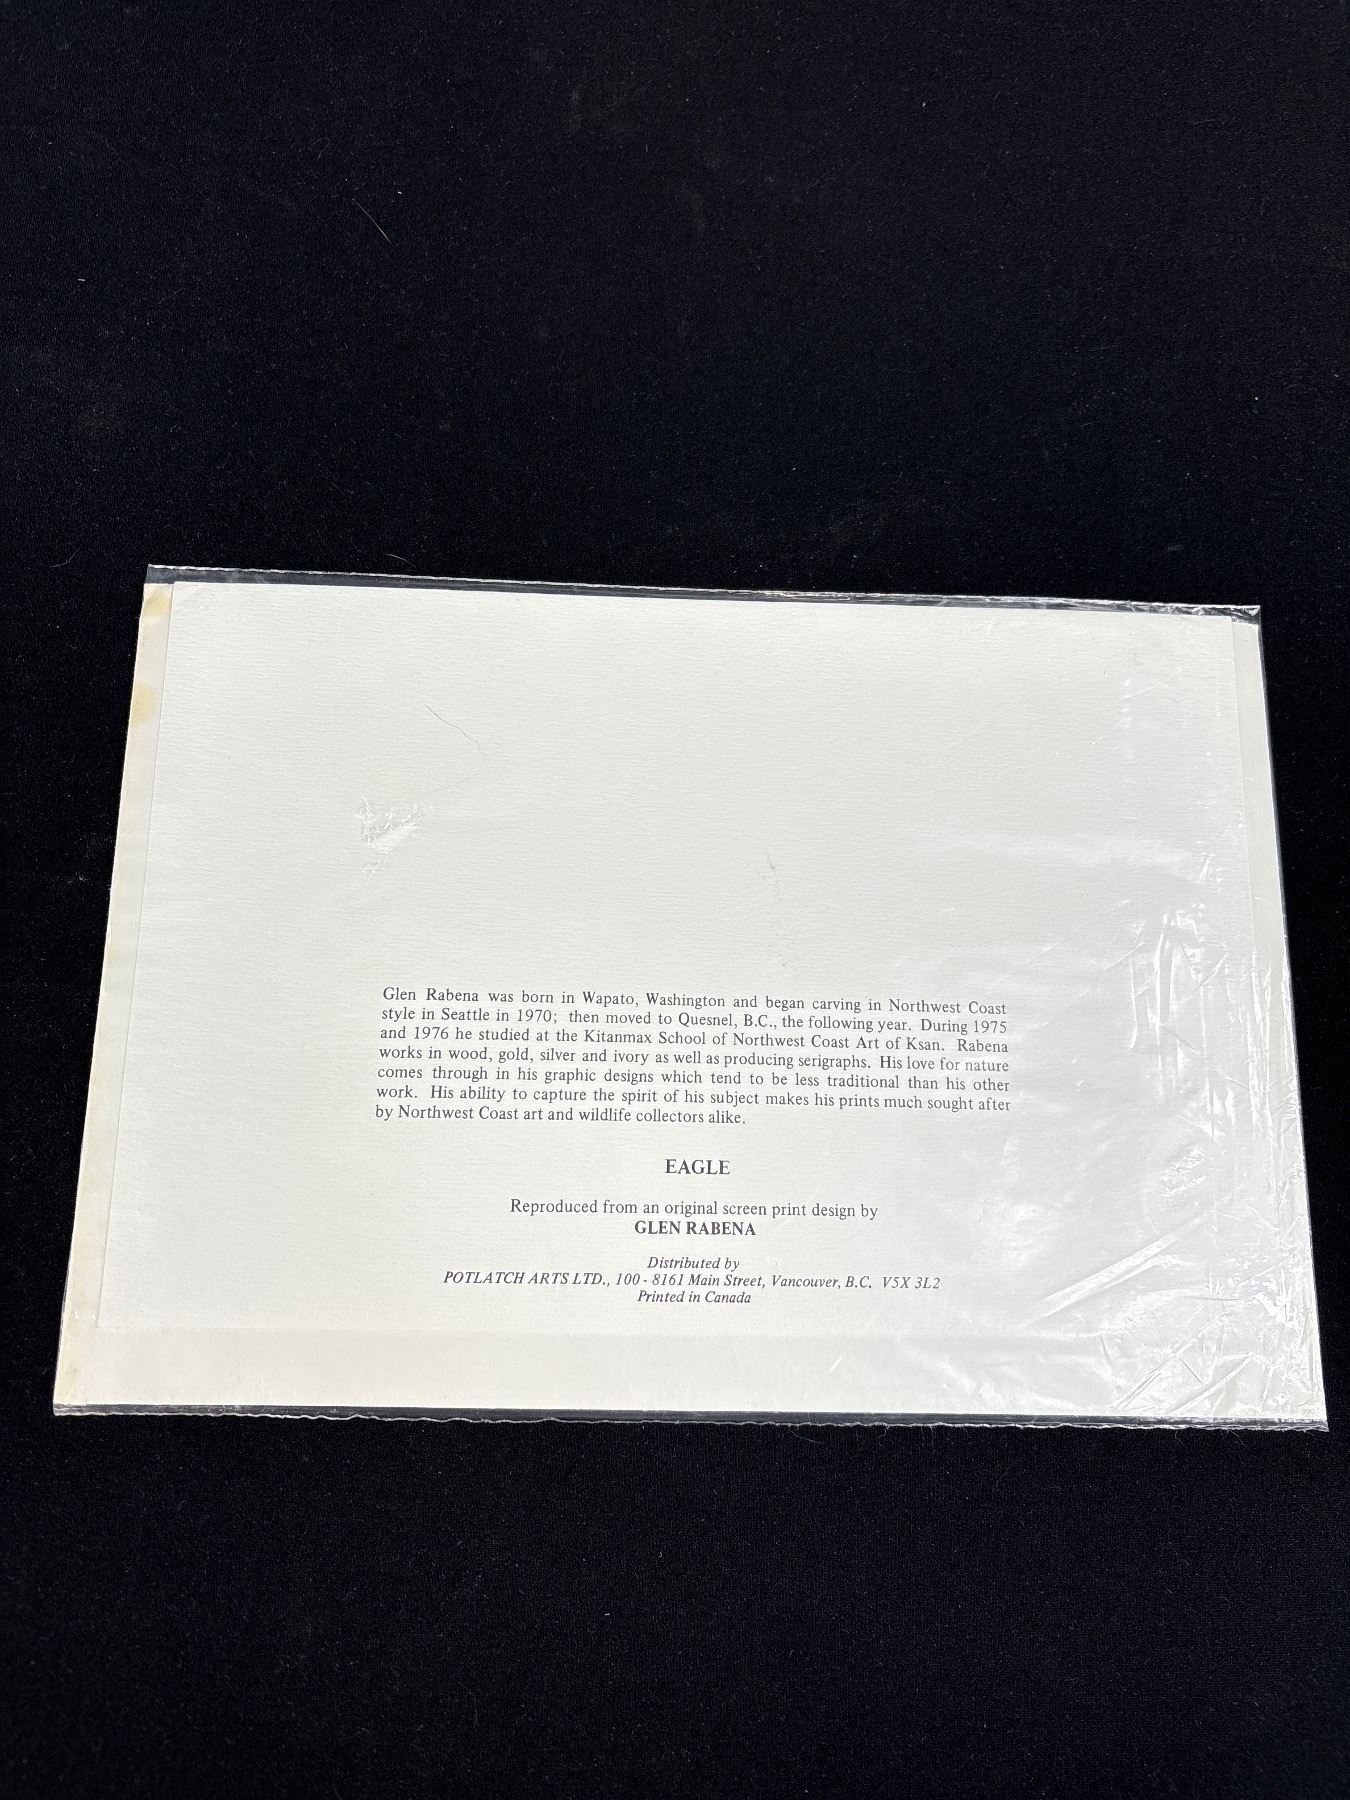 Glen Rabena was born in Wapato, Washington and began carving in Northwest Coast
style in Seattle in 1970; then moved to Quesnel, B.C., the following year. During 1975
and 1976 he studied at the Kitanmax School of Northwest Coast Art of Ksan. Rabena
works in wood, gold, silver and ivory as well as producing serigraphs. His love for nature
comes through in his graphic designs which tend to be less traditional than his other
work. His ability to capture the spirit of his subject makes his prints much sought after
by Northwest Coast art and wildlife collectors alike.
EAGLE
Reproduced from an original screen print design by
GLEN RABENA
Distributed by
POTLATCH ARTS LTD., 100 - 8161 Main Street, Vancouver, B.C. V5X 3L2
Printed in Canada